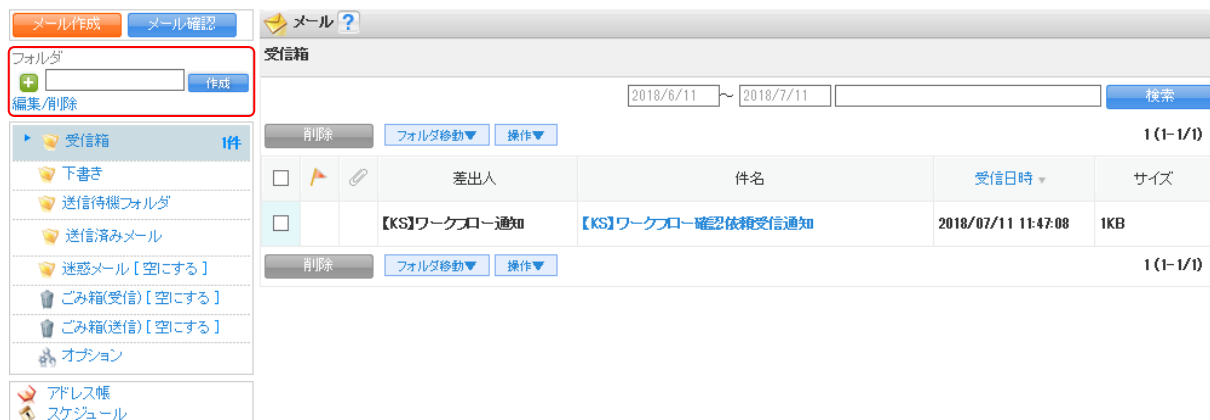 メール作成 メール確認
フォルダ
作成
編集/削除
受信箱 1件
下書き
送信待機フォルダ
送信済みメール
迷惑メール [ 空にする ]
ごみ箱(受信) [ 空にする ]
ごみ箱(送信) [ 空にする ]
オプション
アドレス帳
スケジュール
メール ?
受信箱
2018/6/11 ~ 2018/7/11 検索
削除 フォルダ移動▼ 操作▼ 1 (1-1/1)
差出人 件名 受信日時 ▼ サイズ
【KS】ワークフロー通知 【KS】ワークフロー確認依頼受信通知 2018/07/11 11:47:08 1KB
削除 フォルダ移動▼ 操作▼ 1 (1-1/1)